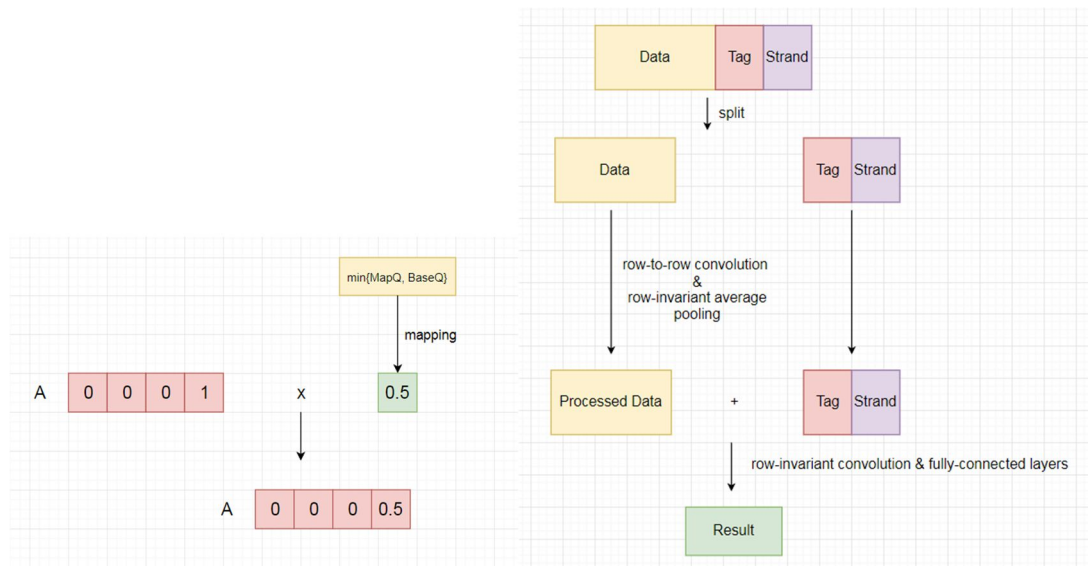 min{MapQ, BaseQ}
mapping
A 0 0 0 1 x 0.5
A 0 0 0 0.5
Data Tag Strand
split
Data Tag Strand
row-to-row convolution
&
row-invariant average
pooling
Processed Data + Tag Strand
row-invariant convolution & fully-connected layers
Result